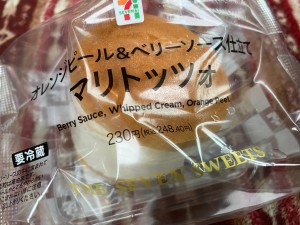 7
ELEVEN
オレンジピール&ベリーソース仕立て
マリトッツォ
Berry Sauce, Whipped Cream, Orange Peel
230円(税込248.40円)
要冷蔵
THE SEVEN SWEETS